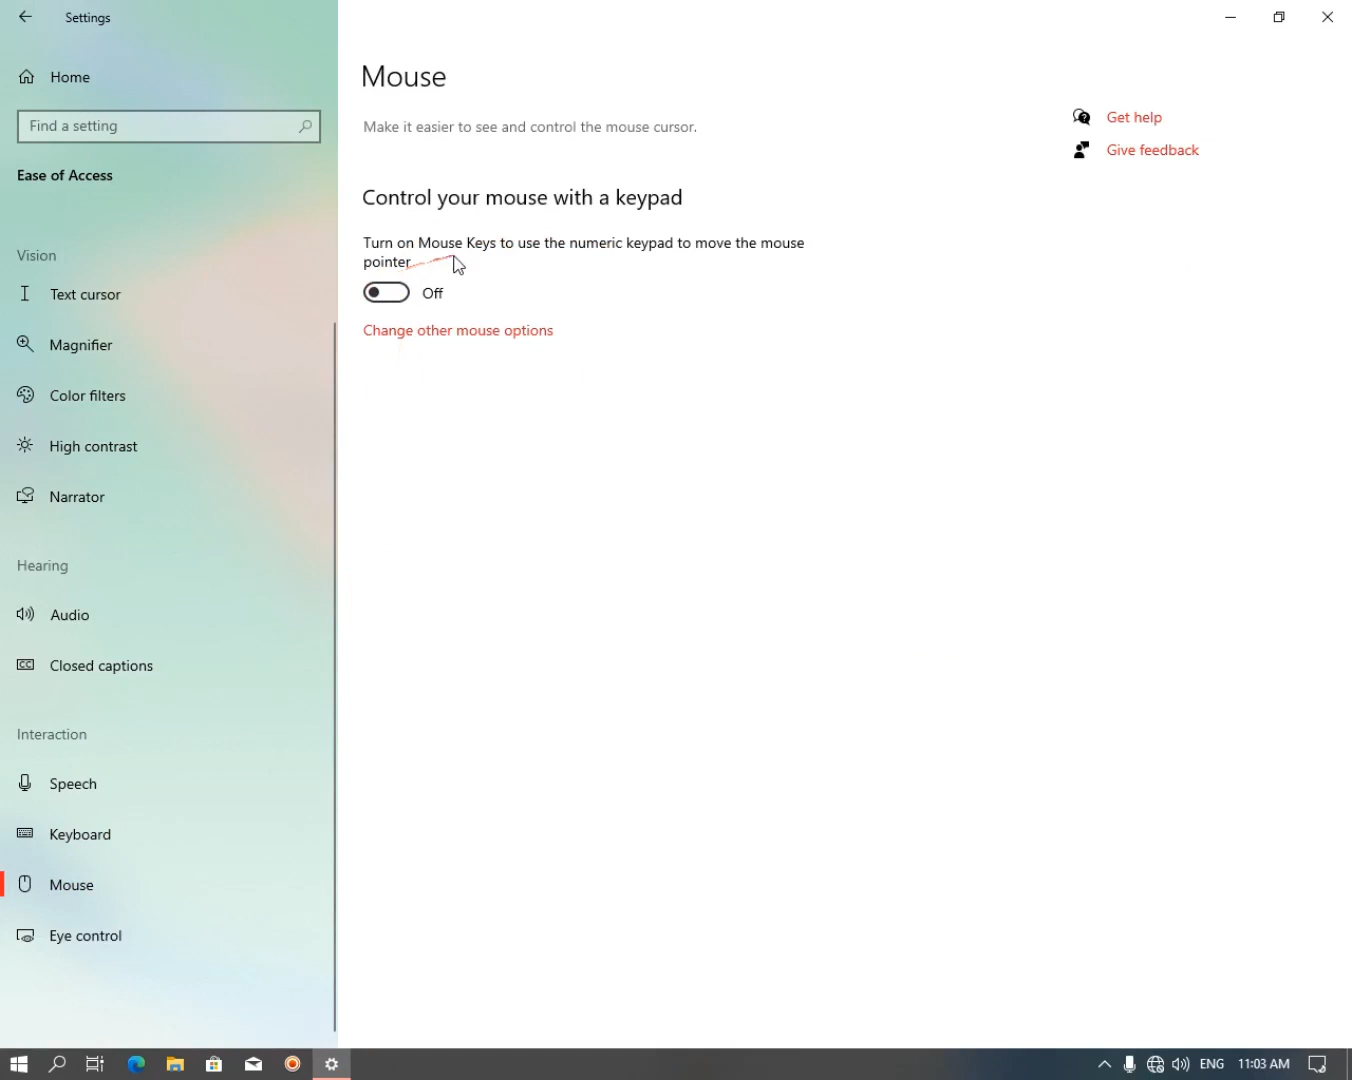 Settings
Home
Find a setting
Ease of Access
Vision
Text cursor
Magnifier
Color filters
High contrast
Narrator
Hearing
Audio
Closed captions
Interaction
Speech
Keyboard
Mouse
Eye control
Mouse
Make it easier to see and control the mouse cursor.
Control your mouse with a keypad
Turn on Mouse Keys to use the numeric keypad to move the mouse
pointer
Off
Change other mouse options
Get help
Give feedback
ENG 11:03 AM